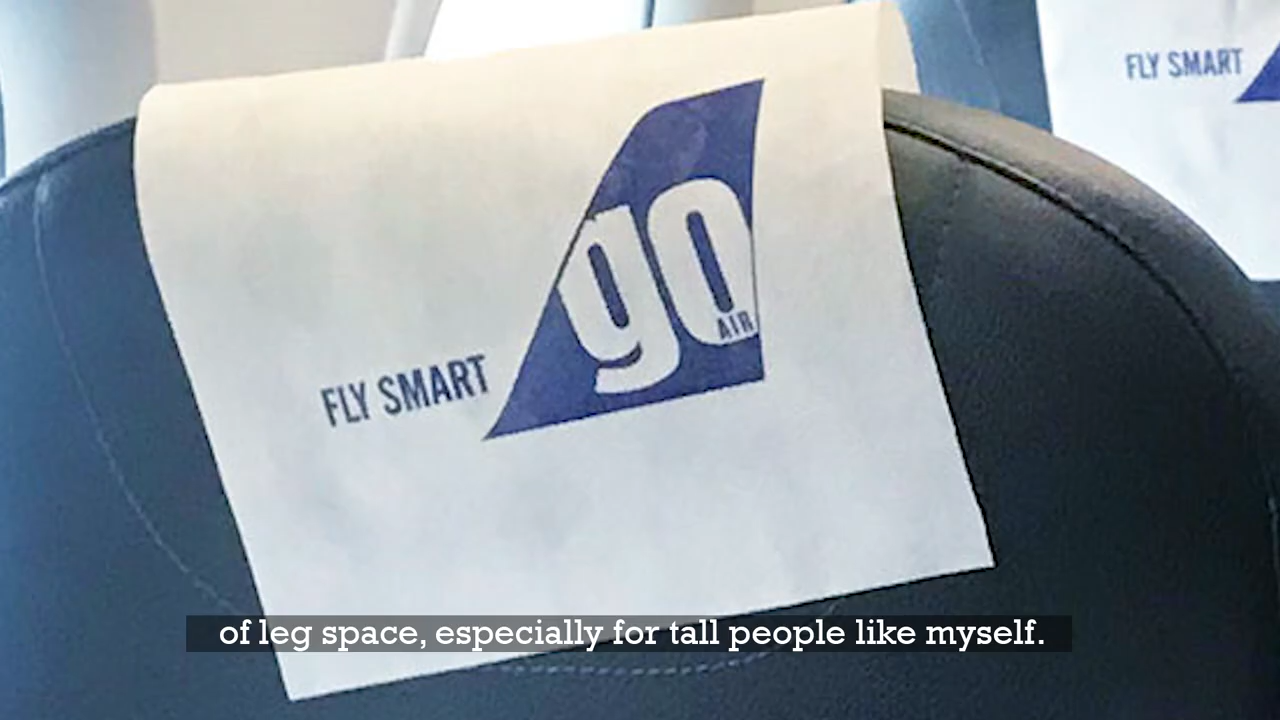 FLY SMART
go
AIR
FLY SMART
of leg space, especially for tall people like myself.